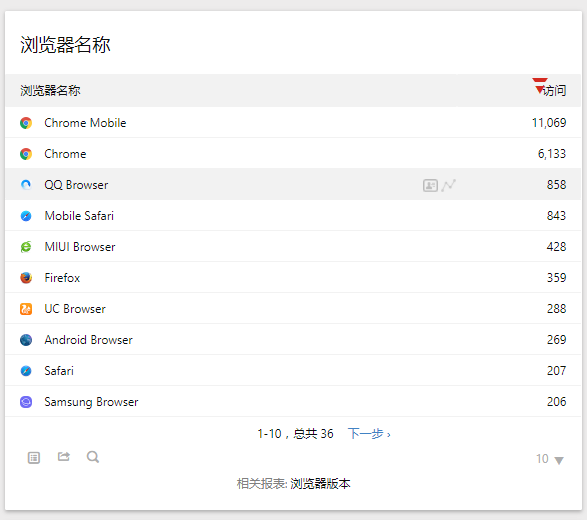 浏览器名称
浏览器名称 访问
Chrome Mobile 11,069
Chrome 6,133
QQ Browser 858
Mobile Safari 843
MIUI Browser 428
Firefox 359
UC Browser 288
Android Browser 269
Safari 207
Samsung Browser 206
1-10，总共 36 下一步 ›
10
相关报表: 浏览器版本